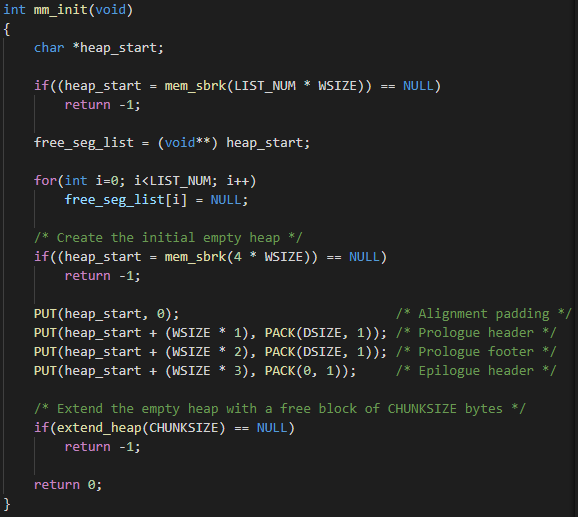 int mm_init(void)
{
    char *heap_start;

    if((heap_start = mem_sbrk(LIST_NUM * WSIZE)) == NULL)
        return -1;

    free_seg_list = (void**) heap_start;

    for(int i=0; i<LIST_NUM; i++)
        free_seg_list[i] = NULL;

    /* Create the initial empty heap */
    if((heap_start = mem_sbrk(4 * WSIZE)) == NULL)
        return -1;

    PUT(heap_start, 0);                            /* Alignment padding */
    PUT(heap_start + (WSIZE * 1), PACK(DSIZE, 1)); /* Prologue header */
    PUT(heap_start + (WSIZE * 2), PACK(DSIZE, 1)); /* Prologue footer */
    PUT(heap_start + (WSIZE * 3), PACK(0, 1));     /* Epilogue header */

    /* Extend the empty heap with a free block of CHUNKSIZE bytes */
    if(extend_heap(CHUNKSIZE) == NULL)
        return -1;

    return 0;
}